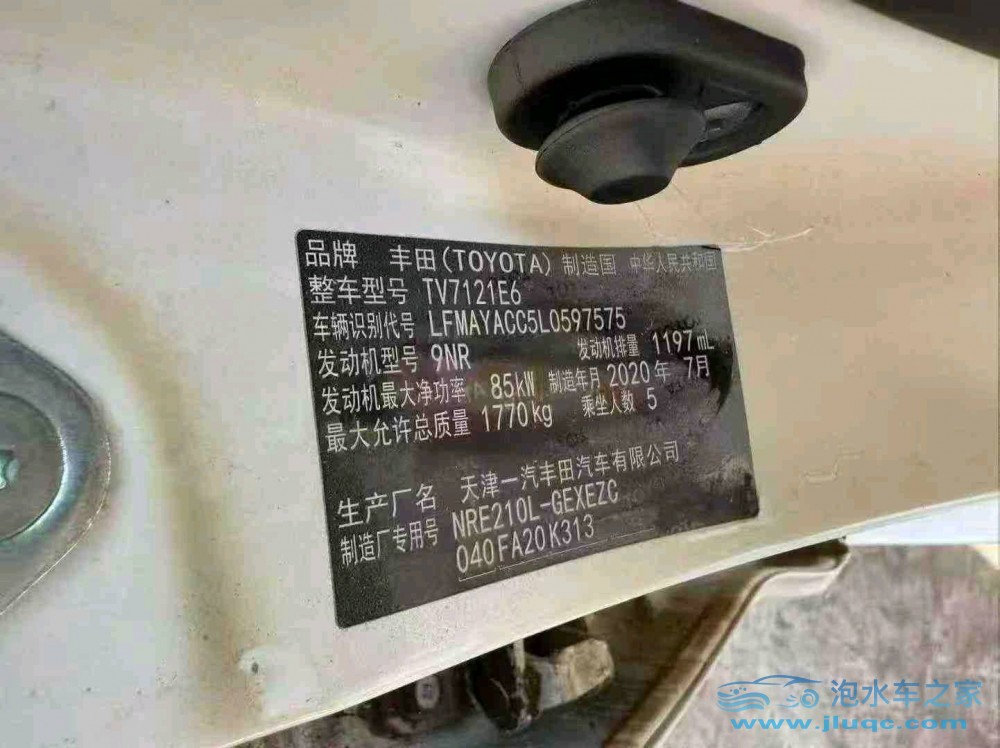 品牌 丰田(TOYOTA) 制造国 中华人民共和国
整车型号 TV7121E6
车辆识别代号 LFMAYACC5L0597575
发动机型号 9NR 发动机排量 1197mL
发动机最大净功率 85kW 制造年月 2020年 7月
最大允许总质量 1770kg 乘坐人数 5
生产厂名 天津一汽丰田汽车有限公司
制造厂专用号 NRE210L-GEXEZC
040FA20K313
泡水车之家
www.jluqc.com